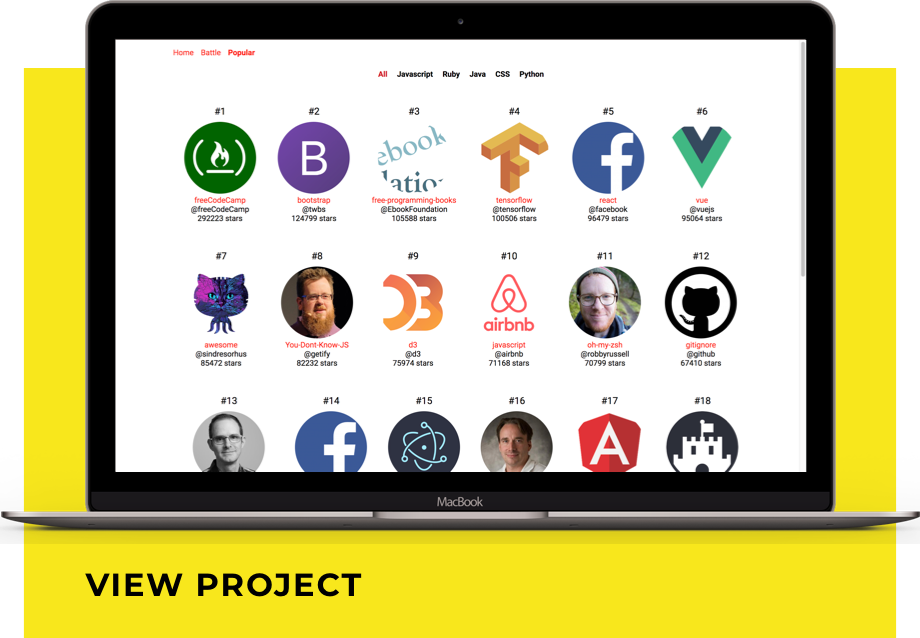 Home Battle Popular
All Javascript Ruby Java CSS Python
#1 #2 #3 #4 #5 #6
B
ebook
free-programming-books
freeCodeCamp bootstrap tensorflow react vue
@freeCodeCamp @twbs @EbookFoundation @tensorflow @facebook @vuejs
292223 stars 124799 stars 105588 stars 100506 stars 96479 stars 95064 stars
#7 #8 #9 #10 #11 #12
airbnb
awesome You-Dont-Know-JS d3 javascript oh-my-zsh gitignore
@sindresorhus @getify @d3 @airbnb @robbyrussell @github
85472 stars 82232 stars 75974 stars 71168 stars 70799 stars 67410 stars
#13 #14 #15 #16 #17 #18
A
MacBook
VIEW PROJECT